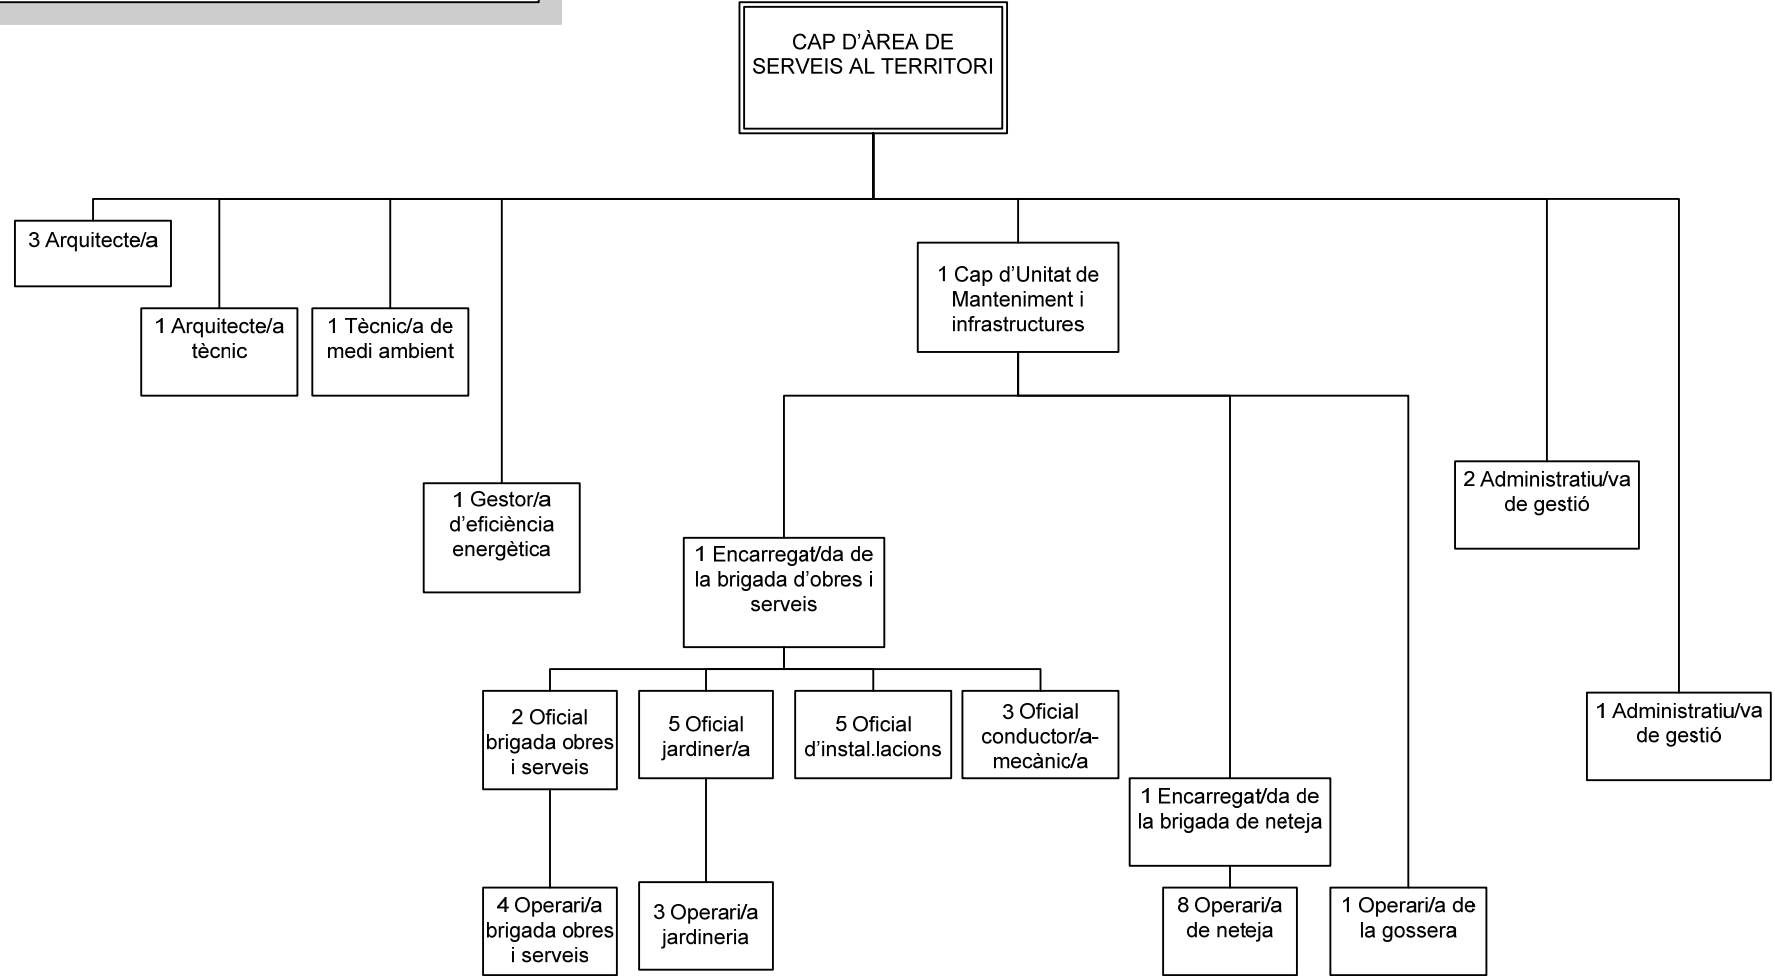 CAP D’ÀREA DE
SERVEIS AL TERRITORI
3 Arquitecte/a
1 Arquitecte/a
tècnic
1 Tècnic/a de
medi ambient
1 Gestor/a
d’eficiència
energètica
1 Cap d’Unitat de
Manteniment i
infrastructures
1 Encarregat/da de
la brigada d’obres i
serveis
2 Oficial
brigada obres
i serveis
4 Operari/a
brigada obres
i serveis
5 Oficial
jardiner/a
3 Operari/a
jardineria
5 Oficial
d’instal.lacions
3 Oficial
conductor/a-
mecànic/a
1 Encarregat/da de
la brigada de neteja
8 Operari/a
de neteja
1 Operari/a de
la gossera
2 Administratiu/va
de gestió
1 Administratiu/va
de gestió